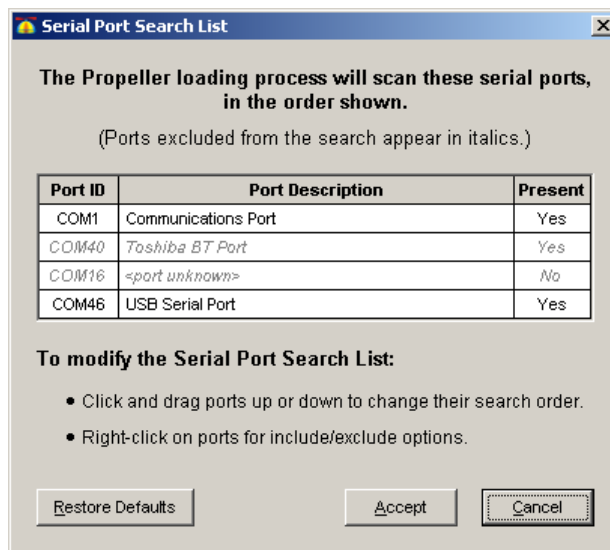 Serial Port Search List
The Propeller loading process will scan these serial ports,
in the order shown.
(Ports excluded from the search appear in italics.)
Port ID Port Description Present
COM1 Communications Port Yes
COM40 Toshiba BT Port Yes
COM16 <port unknown> No
COM46 USB Serial Port Yes
To modify the Serial Port Search List:
• Click and drag ports up or down to change their search order.
• Right-click on ports for include/exclude options.
Restore Defaults Accept Cancel